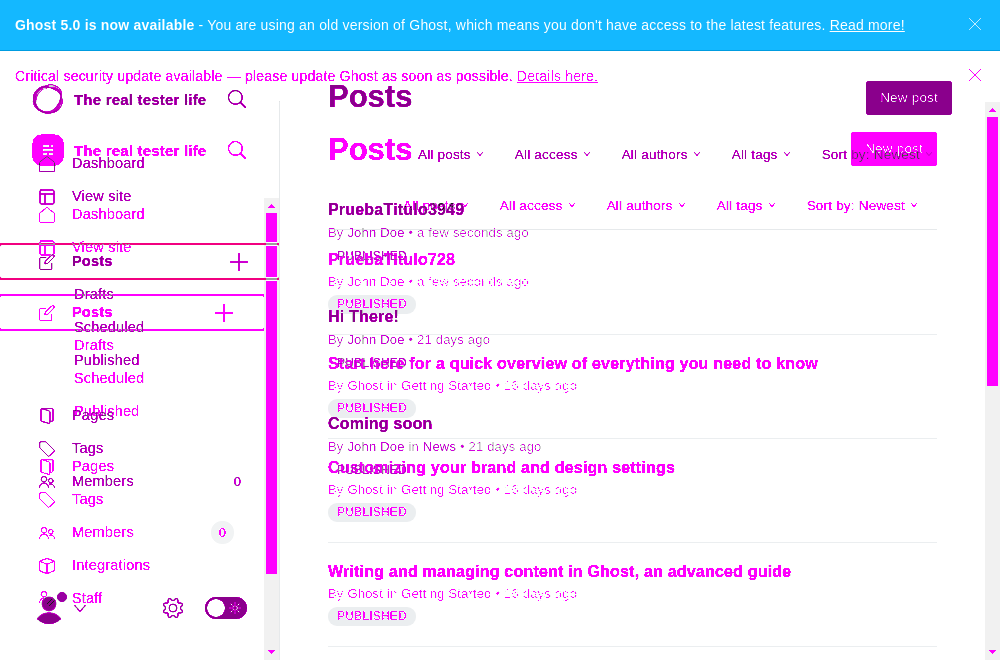 Ghost 5.0 is now available - You are using an old version of Ghost, which means you don't have access to the latest features. Read more!
Critical security update available — please update Ghost as soon as possible. Details here.
The real tester life
Posts
New post
The real tester life
Posts
New post
All posts All access All authors All tags Sort by: Newest
Dashboard
View site
Dashboard
View site
Posts
Drafts
Posts
Scheduled
Drafts
Published
Scheduled
Published
Pages
Tags
Pages
Members 0
Tags
Members 0
Integrations
Staff
All posts All access All authors All tags Sort by: Newest
PruebaTitulo3949
By John Doe • a few seconds ago
PUBLISHED
PruebaTitulo728
By John Doe • a few seconds ago
PUBLISHED
Hi There!
By John Doe • 21 days ago
PUBLISHED
Start here for a quick overview of everything you need to know
By Ghost in Getting Started • days ago
PUBLISHED
Coming soon
By John Doe in News • 21 days ago
PUBLISHED
Customizing your brand and design settings
By Ghost in Getting Started • days ago
PUBLISHED
Writing and managing content in Ghost, an advanced guide
By Ghost in Getting Started • days ago
PUBLISHED